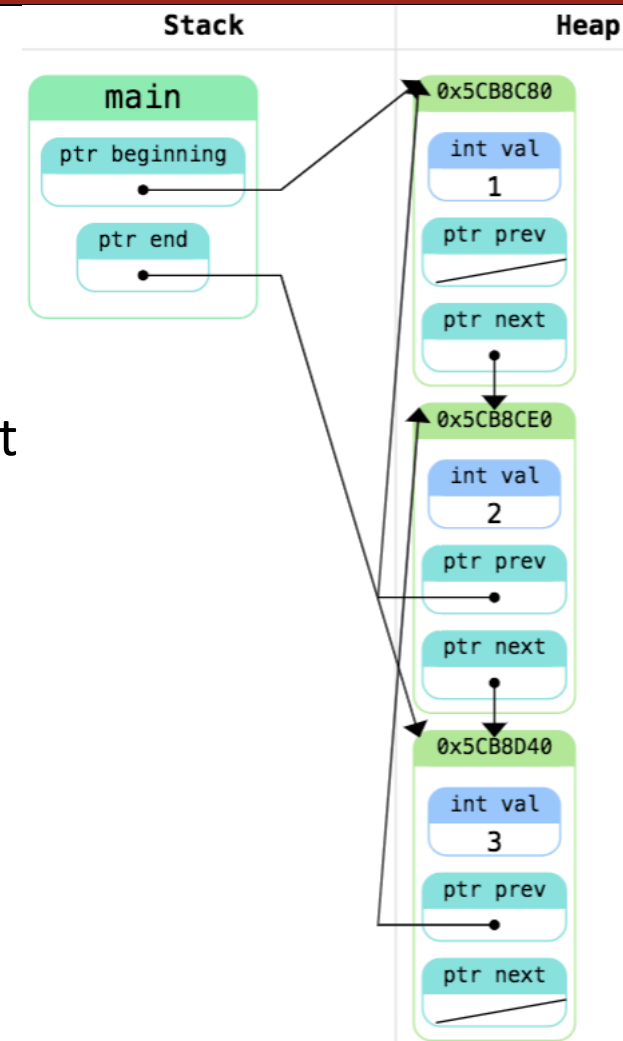 Stack
Heap
main
ptr beginning
ptr end
t
0x5CB8C80
int val
1
ptr prev
ptr next
0x5CB8CE0
int val
2
ptr prev
ptr next
0x5CB8D40
int val
3
ptr prev
ptr next